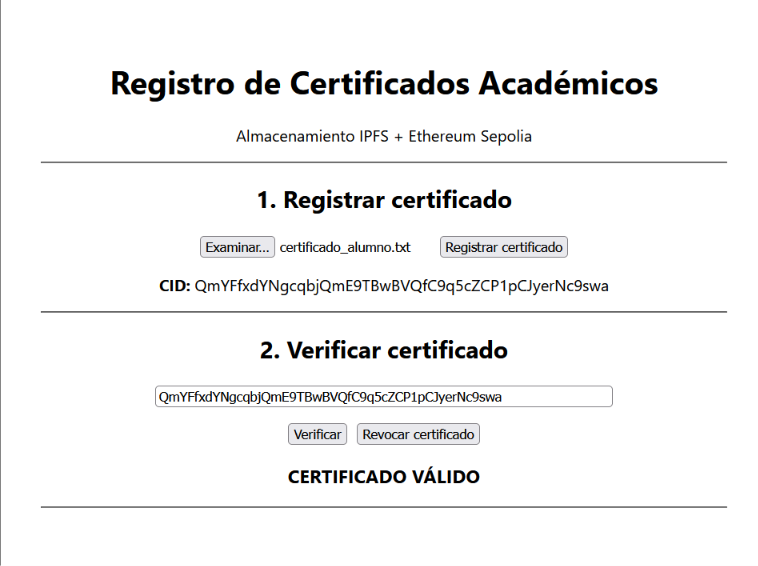 Registro de Certificados Académicos
Almacenamiento IPFS + Ethereum Sepolia
1. Registrar certificado
Examinar... certificado_alumno.txt Registrar certificado
CID: QmYFfxdYNgcqbjQmE9TBwBVQfC9q5cZCP1pCJyerNc9swa
2. Verificar certificado
QmYFfxdYNgcqbjQmE9TBwBVQfC9q5cZCP1pCJyerNc9swa
Verificar Revocar certificado
CERTIFICADO VÁLIDO